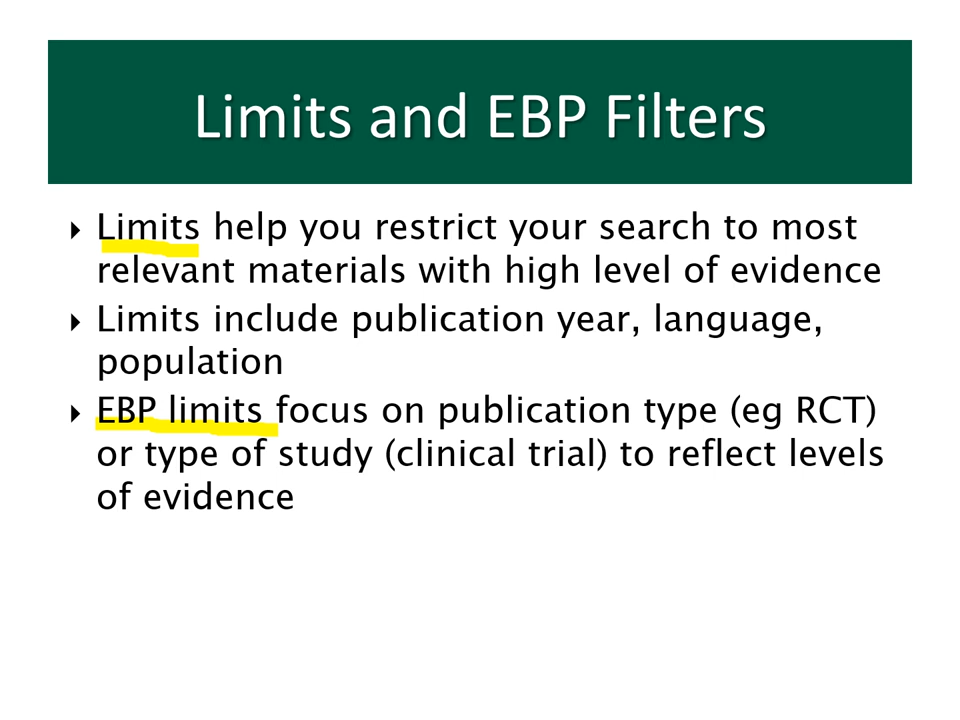 Limits and EBP Filters
Limits help you restrict your search to most
relevant materials with high level of evidence
Limits include publication year, language,
population
EBP limits focus on publication type (eg RCT)
or type of study (clinical trial) to reflect levels
of evidence